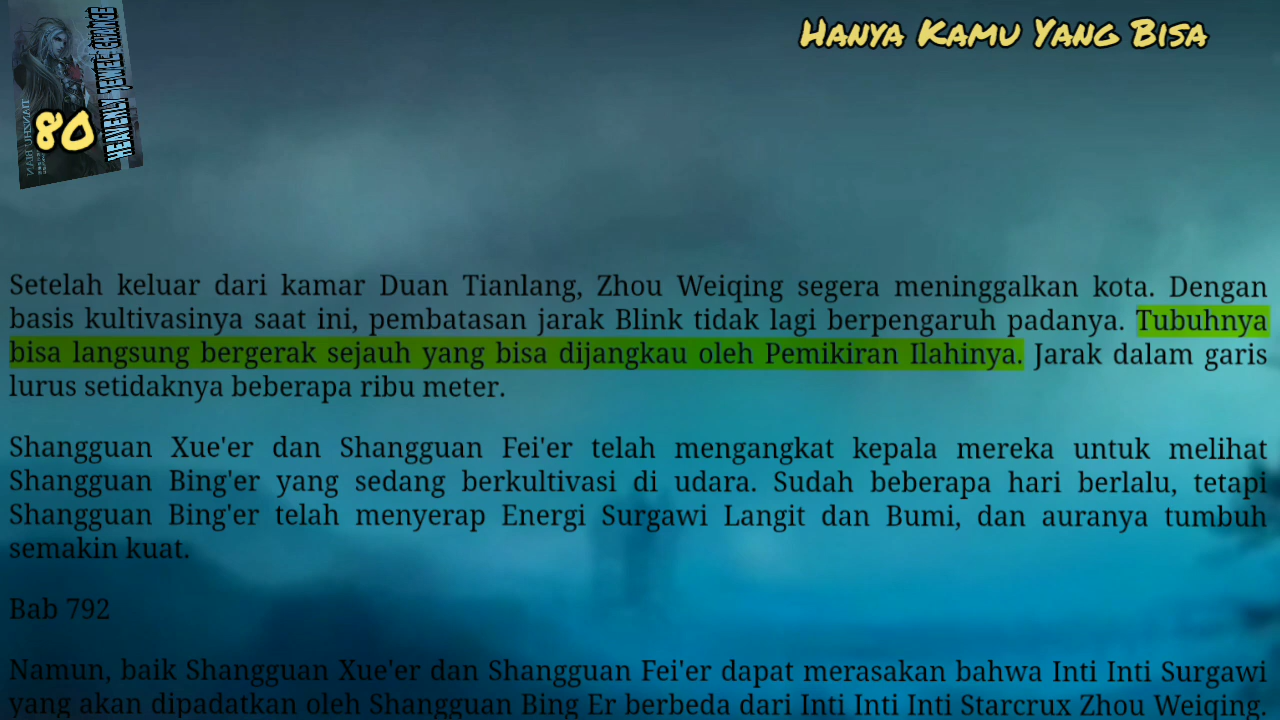 Hanya Kamu Yang Bisa
HEAVENLY JEWEL CHANGE
80
Setelah keluar dari kamar Duan Tianlang, Zhou Weiqing segera meninggalkan kota. Dengan
basis kultivasinya saat ini, pembatasan jarak Blink tidak lagi berpengaruh padanya. Tubuhnya
bisa langsung bergerak sejauh yang bisa dijangkau oleh Pemikiran Ilahinya. Jarak dalam garis
lurus setidaknya beberapa ribu meter.
Shangguan Xue'er dan Shangguan Fei'er telah mengangkat kepala mereka untuk melihat
Shangguan Bing'er yang sedang berkultivasi di udara. Sudah beberapa hari berlalu, tetapi
Shangguan Bing'er telah menyerap Energi Surgawi Langit dan Bumi, dan auranya tumbuh
semakin kuat.
Bab 792
Namun, baik Shangguan Xue'er dan Shangguan Fei'er dapat merasakan bahwa Inti Inti Surgawi
yang akan dipadatkan oleh Shangguan Bing Er berbeda dari Inti Inti Inti Starcrux Zhou Weiqing.